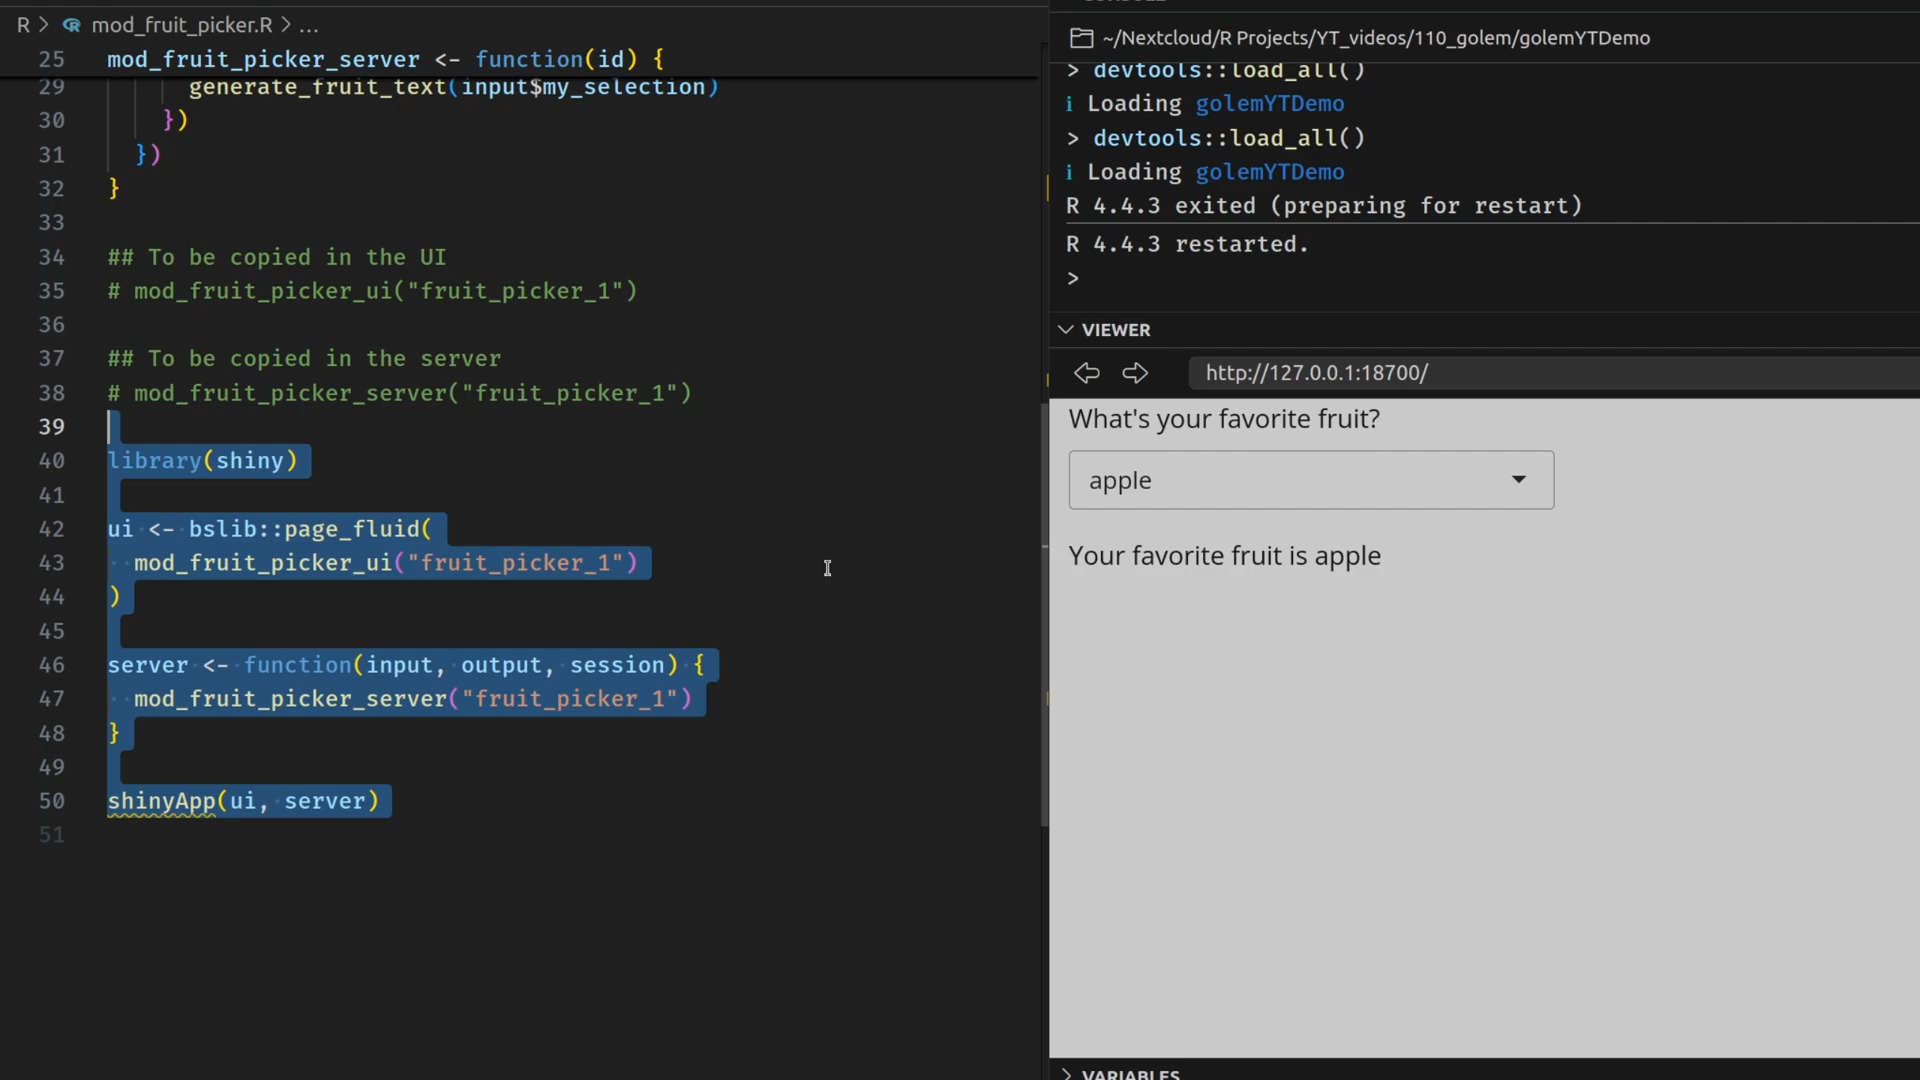 R > mod_fruit_picker.R > ...
25 mod_fruit_picker_server <- function(id) {
29 generate_fruit_text(input$my_selection)
30 })
31 })
32 }
33
34 ## To be copied in the UI
35 # mod_fruit_picker_ui("fruit_picker_1")
36
37 ## To be copied in the server
38 # mod_fruit_picker_server("fruit_picker_1")
39
40 library(shiny)
41
42 ui <- bslib::page_fluid(
43 mod_fruit_picker_ui("fruit_picker_1")
44 )
45
46 server <- function(input, output, session) {
47 mod_fruit_picker_server("fruit_picker_1")
48 }
49
50 shinyApp(ui, server)
51
~/Nextcloud/R Projects/YT_videos/110_golem/golemYTDemo
> devtools::load_all()
i Loading golemYTDemo
> devtools::load_all()
i Loading golemYTDemo
R 4.4.3 exited (preparing for restart)
R 4.4.3 restarted.
>
VIEWER
http://127.0.0.1:18700/
What's your favorite fruit?
apple
Your favorite fruit is apple
VARIABLES